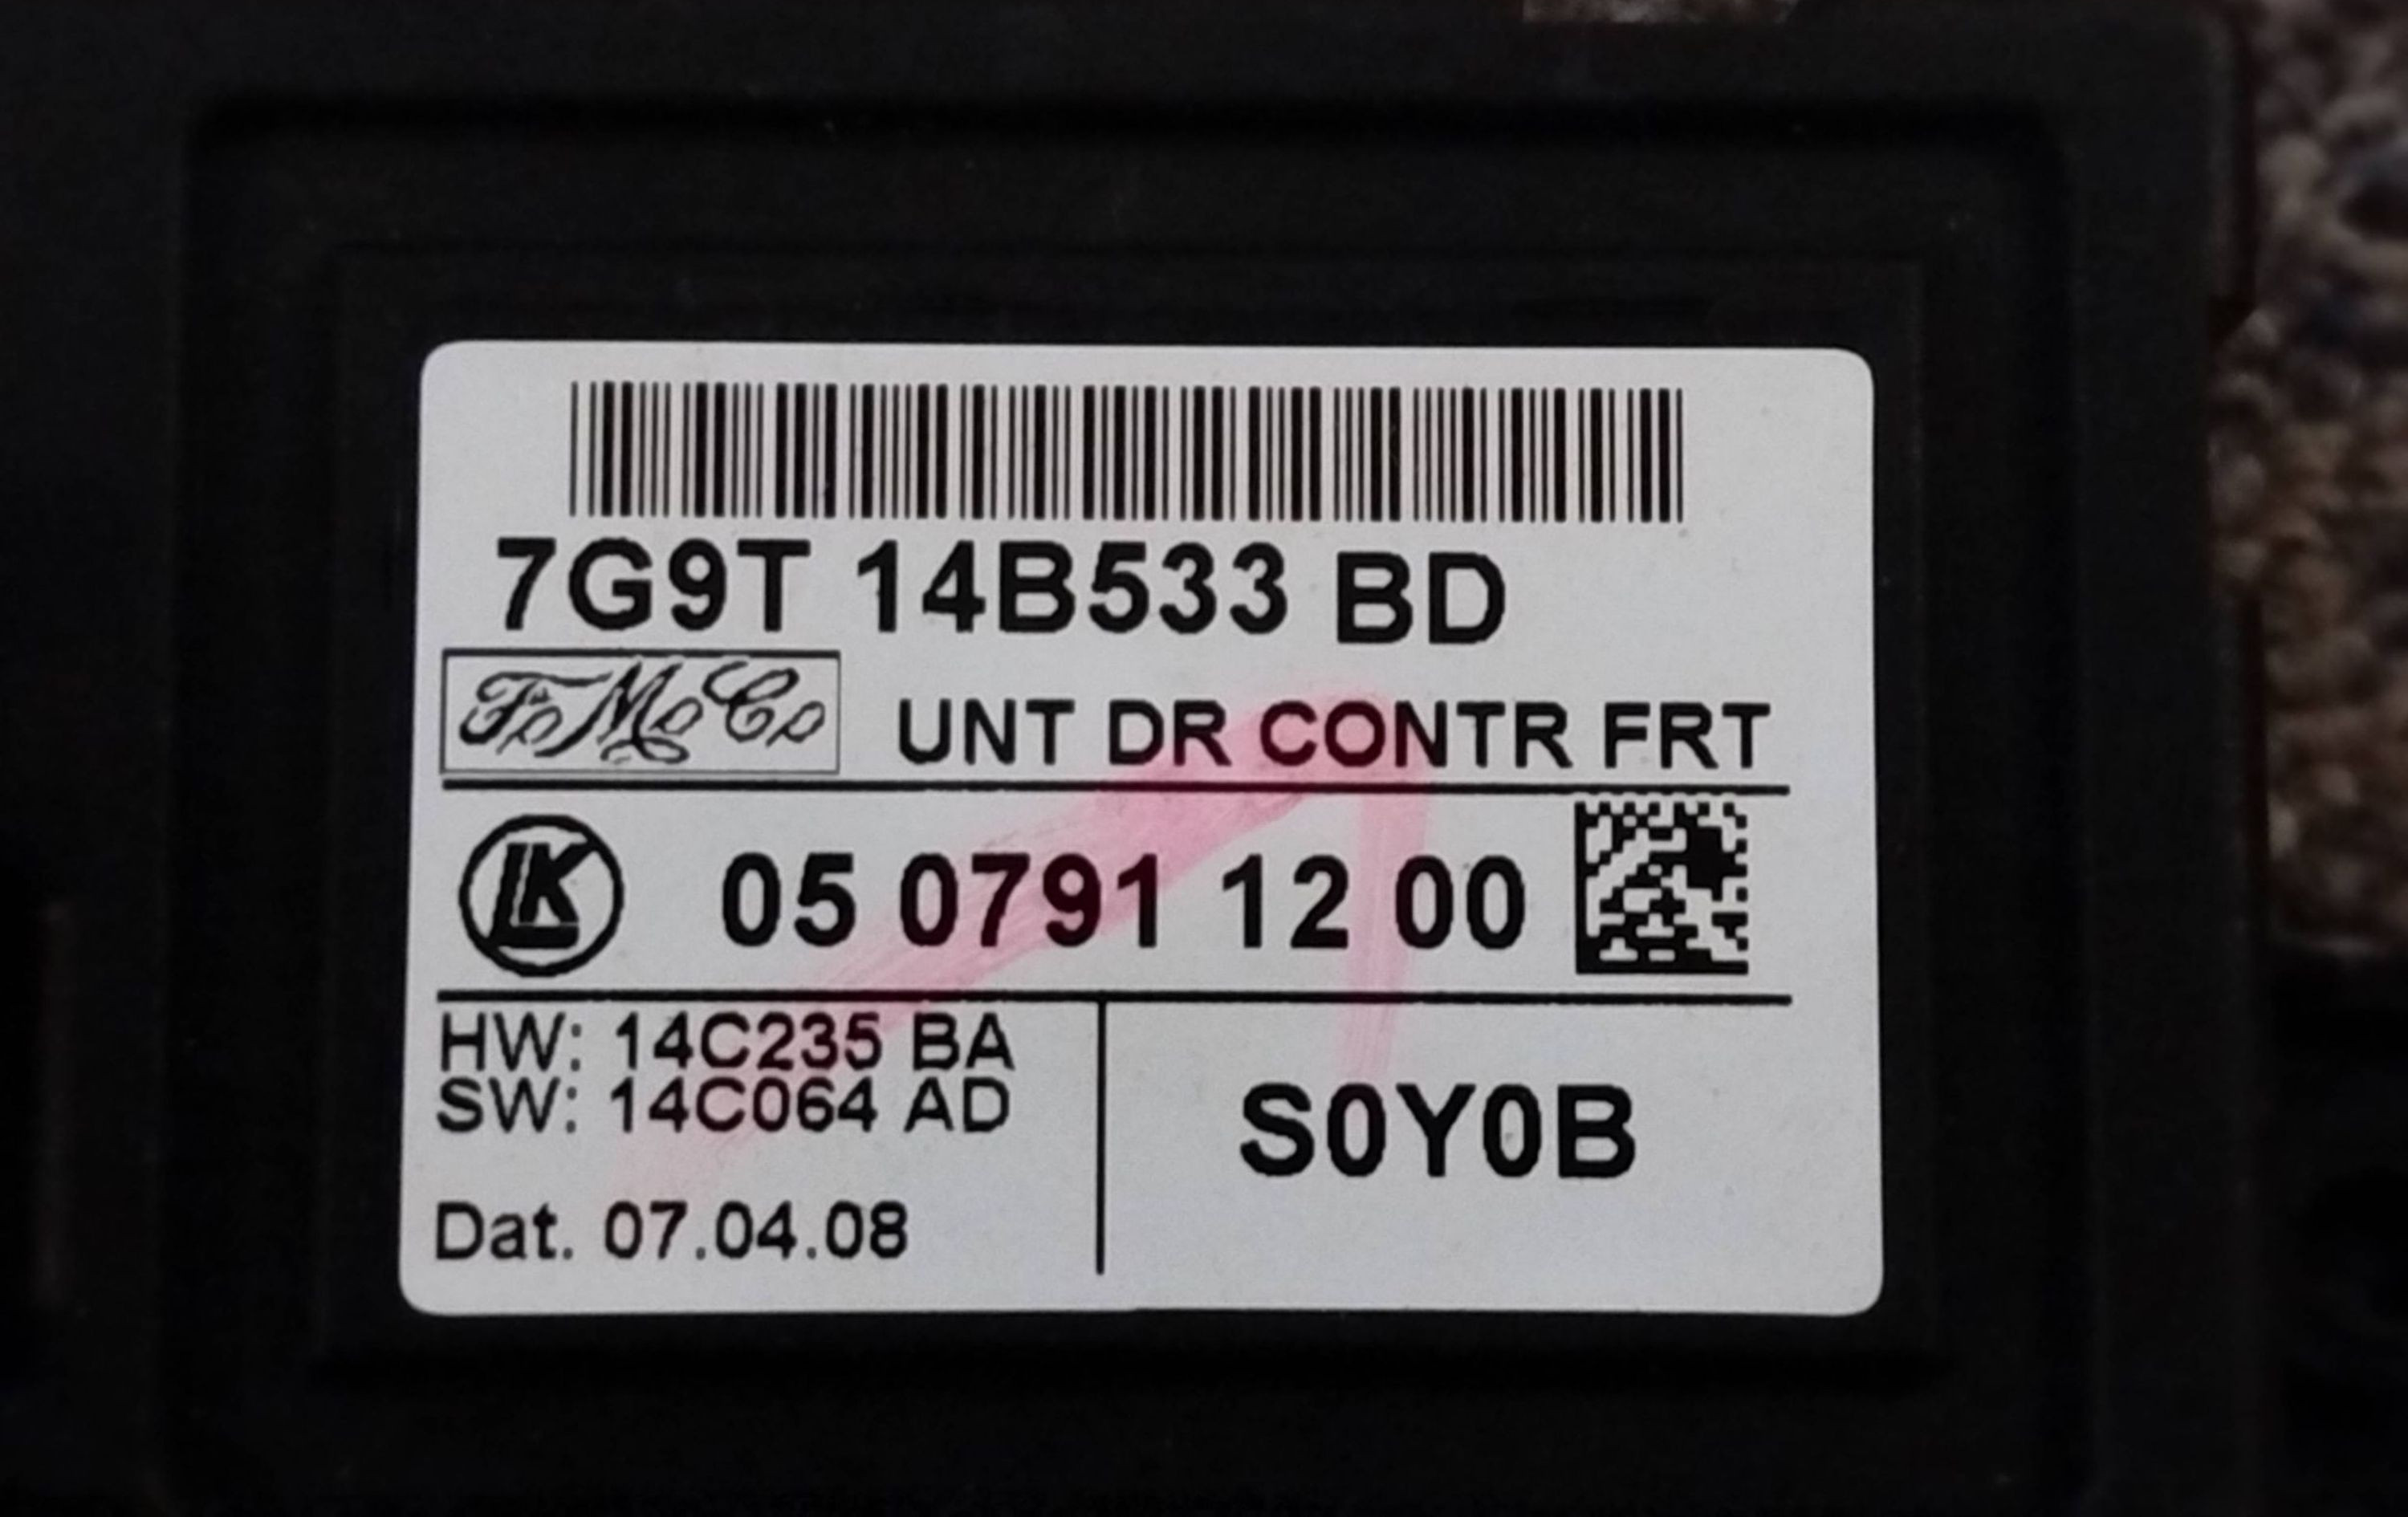 7G9T 14B533 BD
FoMoCo UNT DR CONTR FRT
LK 05 0791 12 00
HW: 14C235 BA
SW: 14C064 AD
S0Y0B
Dat. 07.04.08